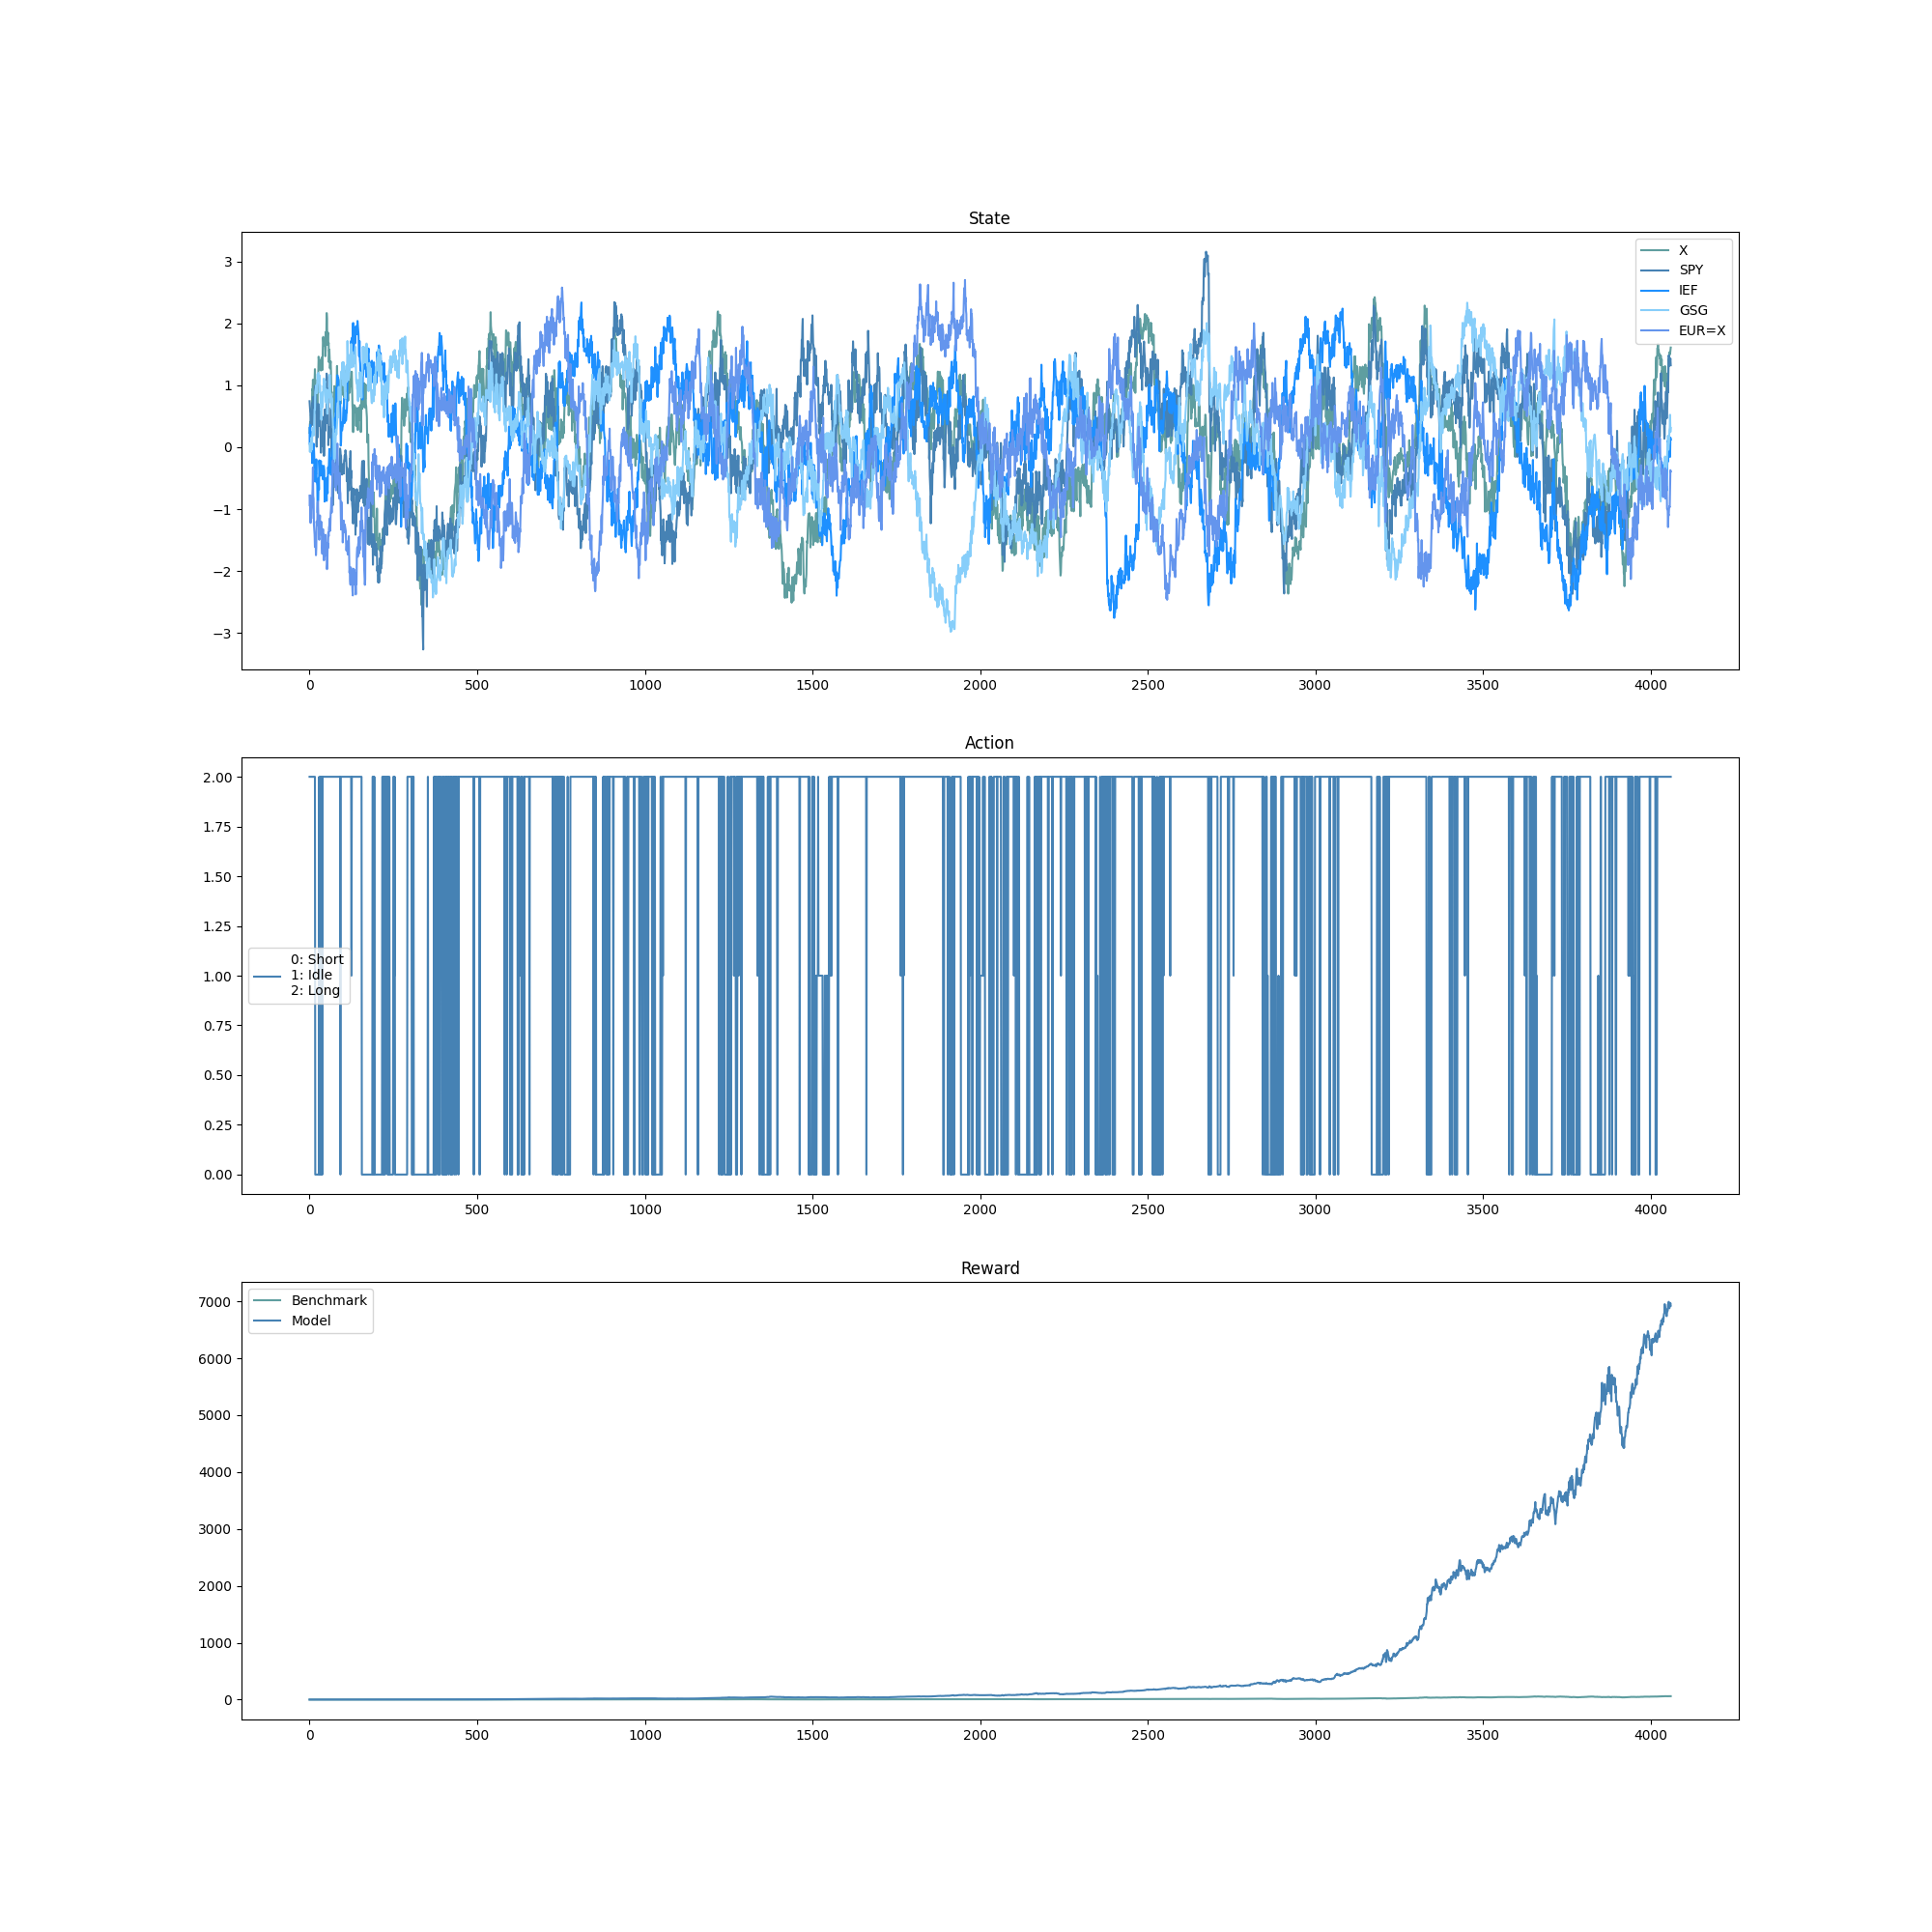 State
3
2
1
0
−1
−2
−3
X
SPY
IEF
GSG
EUR=X
0 500 1000 1500 2000 2500 3000 3500 4000
Action
2.00
1.75
1.50
1.25
1.00
0.75
0.50
0.25
0.00
0: Short
1: Idle
2: Long
0 500 1000 1500 2000 2500 3000 3500 4000
Reward
7000
6000
5000
4000
3000
2000
1000
0
Benchmark
Model
0 500 1000 1500 2000 2500 3000 3500 4000